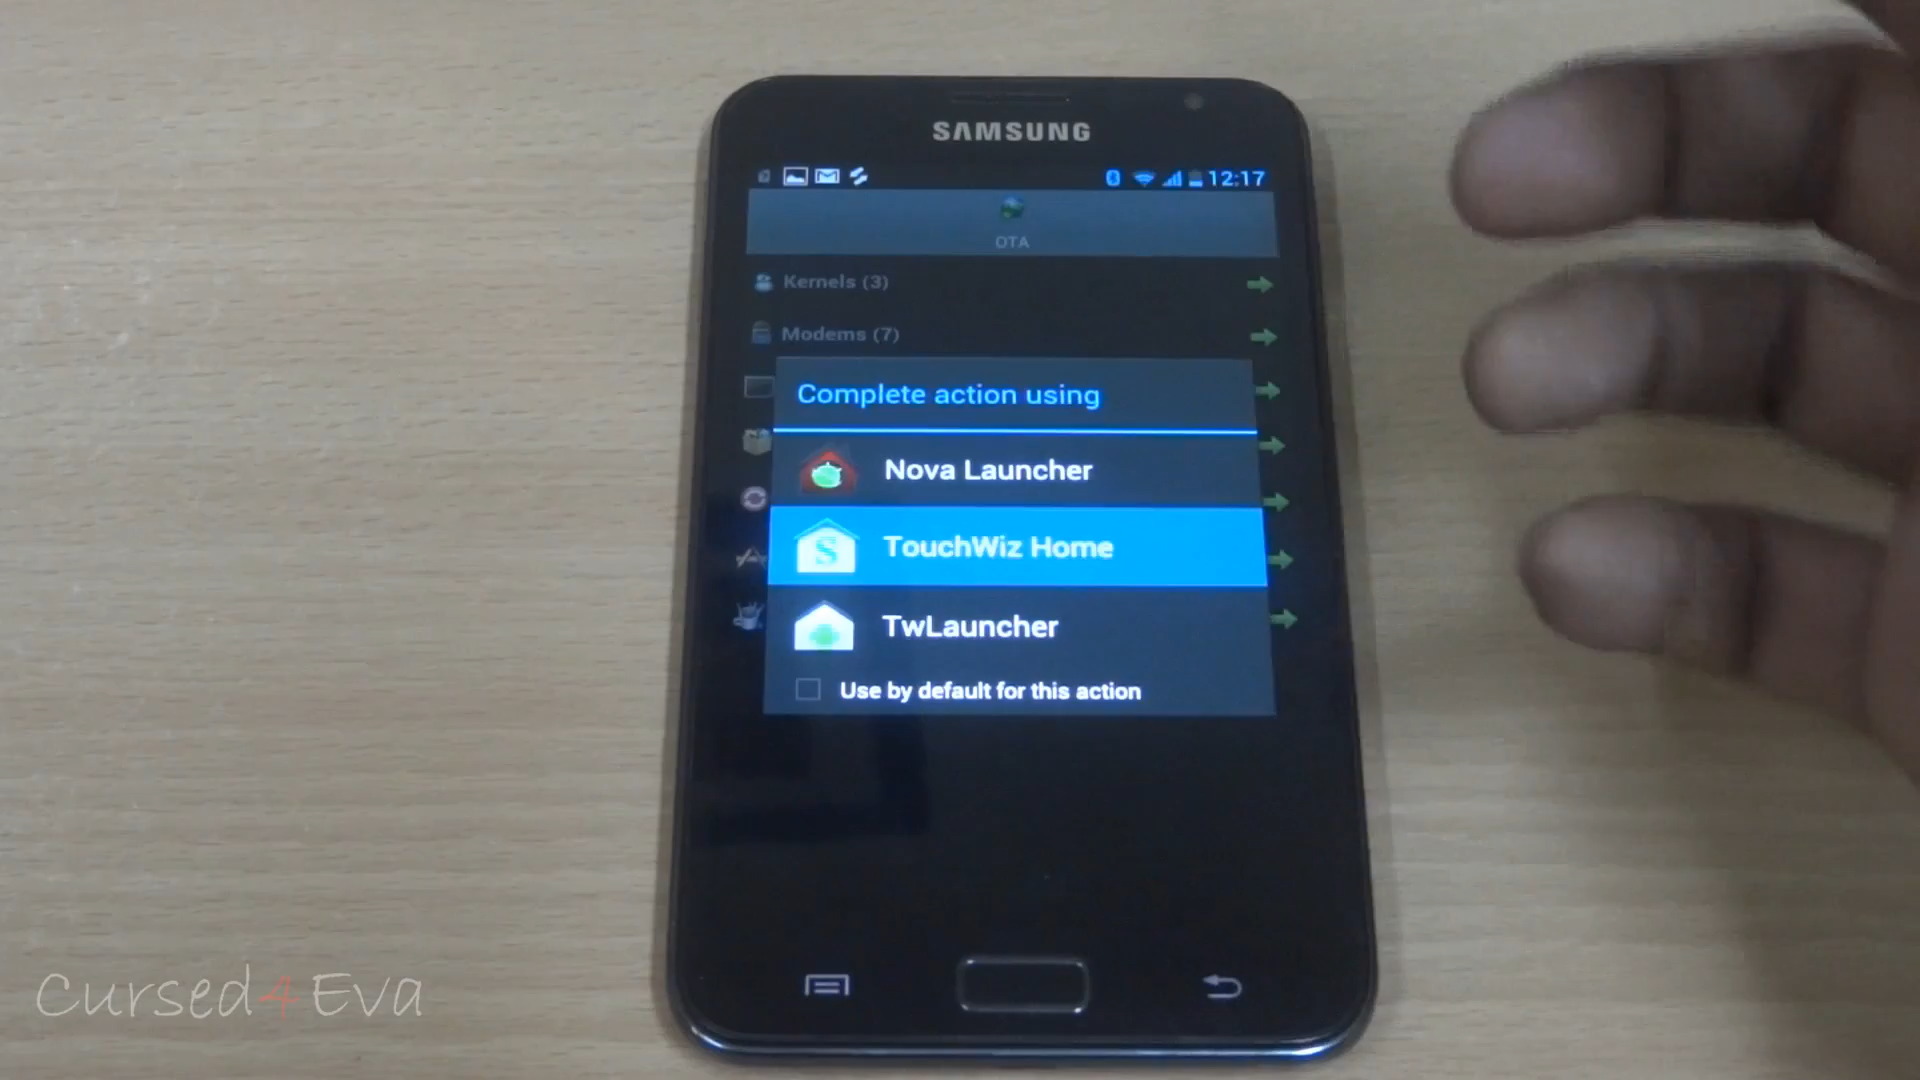 SAMSUNG
12:17
OTA
Kernels (3)
Modems (7)
Complete action using
Nova Launcher
S
TouchWiz Home
TwLauncher
Use by default for this action
Cursed4Eva